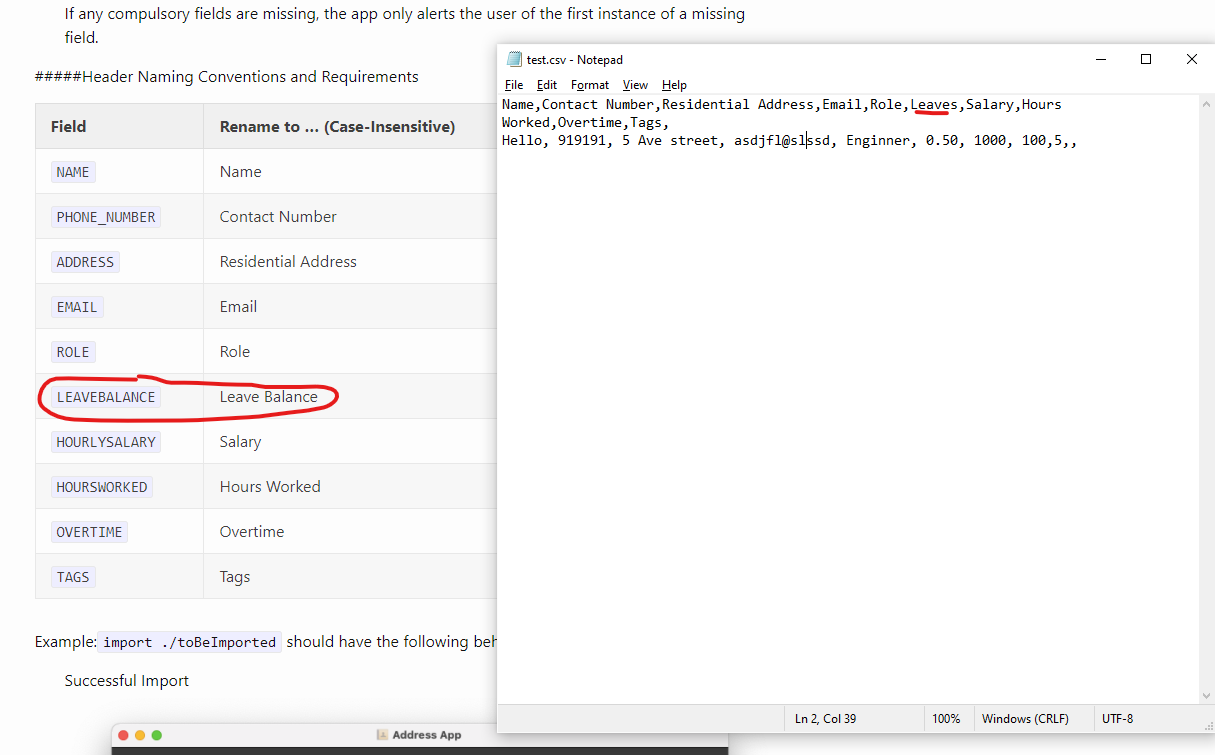 If any compulsory fields are missing, the app only alerts the user of the first instance of a missing
field.
#####Header Naming Conventions and Requirements
Field Rename to ... (Case-Insensitive)
NAME Name
PHONE_NUMBER Contact Number
ADDRESS Residential Address
EMAIL Email
ROLE Role
LEAVEBALANCE Leave Balance
HOURLYSALARY Salary
HOURSWORKED Hours Worked
OVERTIME Overtime
TAGS Tags
Example: import ./toBeImported should have the following beh
Successful Import
Address App
test.csv - Notepad
File Edit Format View Help
Name,Contact Number,Residential Address,Email,Role,Leaves,Salary,Hours
Worked,Overtime,Tags,
Hello, 919191, 5 Ave street, asdjfl@slssd, Enginner, 0.50, 1000, 100,5,,
Ln 2, Col 39 100% Windows (CRLF) UTF-8